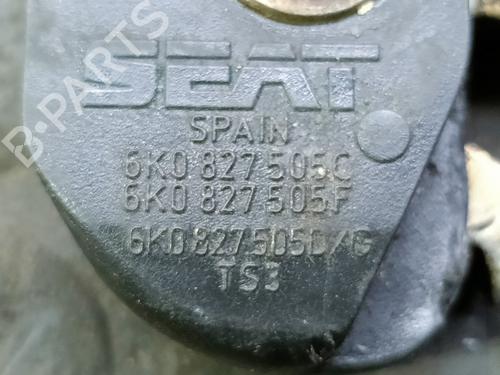 B-PARTS
SEAT
SPAIN
6K0 827 505C
6K0 827 505F
6K0 827 505D/G
TS3